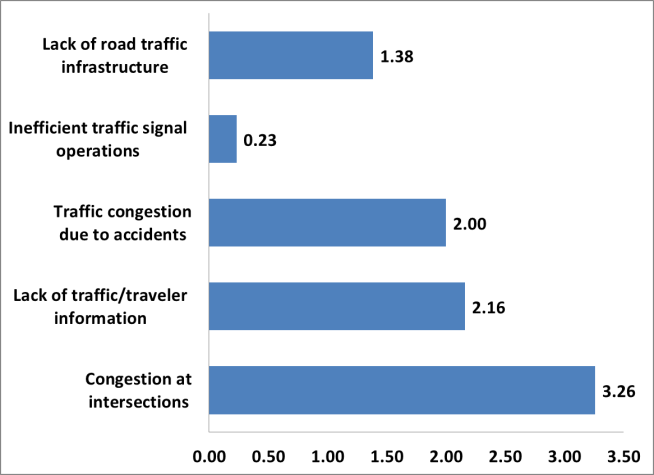 Lack of road traffic
infrastructure
1.38
Inefficient traffic signal
operations
0.23
Traffic congestion
due to accidents
2.00
Lack of traffic/traveler
information
2.16
Congestion at
intersections
3.26
0.00 0.50 1.00 1.50 2.00 2.50 3.00 3.50